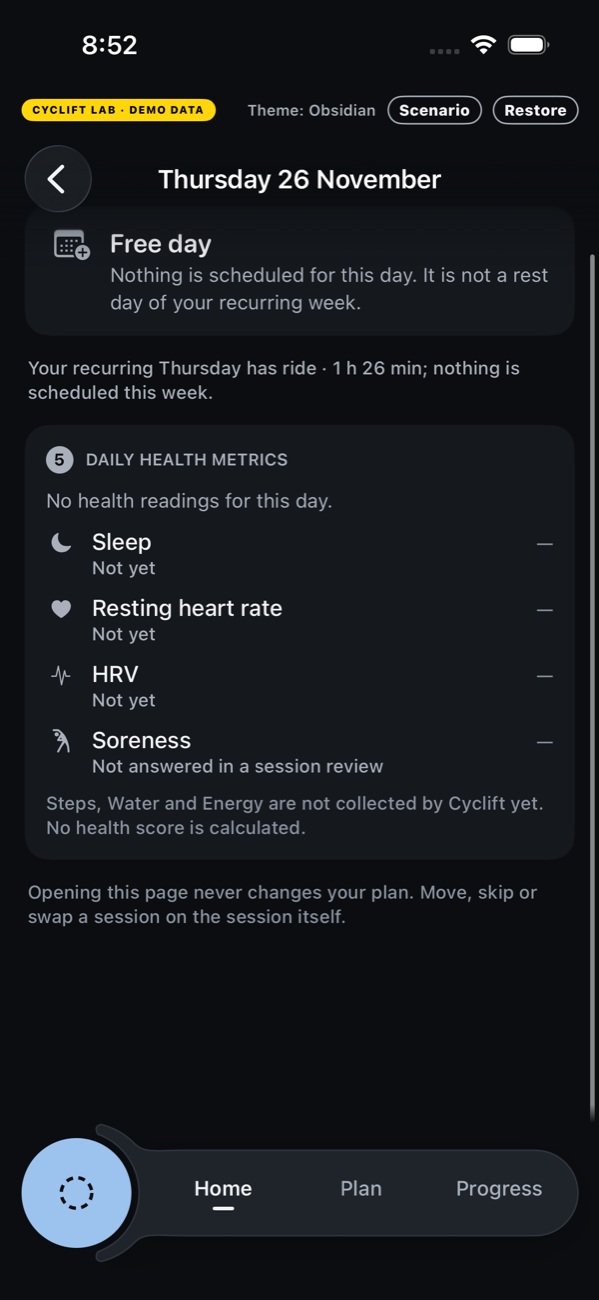 8:52
CYCLIFT LAB · DEMO DATA
Theme: Obsidian
Scenario
Restore
Thursday 26 November
Free day
Nothing is scheduled for this day. It is not a rest
day of your recurring week.
Your recurring Thursday has ride · 1 h 26 min; nothing is
scheduled this week.
5 DAILY HEALTH METRICS
No health readings for this day.
Sleep —
Not yet
Resting heart rate —
Not yet
HRV —
Not yet
Soreness —
Not answered in a session review
Steps, Water and Energy are not collected by Cyclift yet.
No health score is calculated.
Opening this page never changes your plan. Move, skip or
swap a session on the session itself.
Home
Plan
Progress